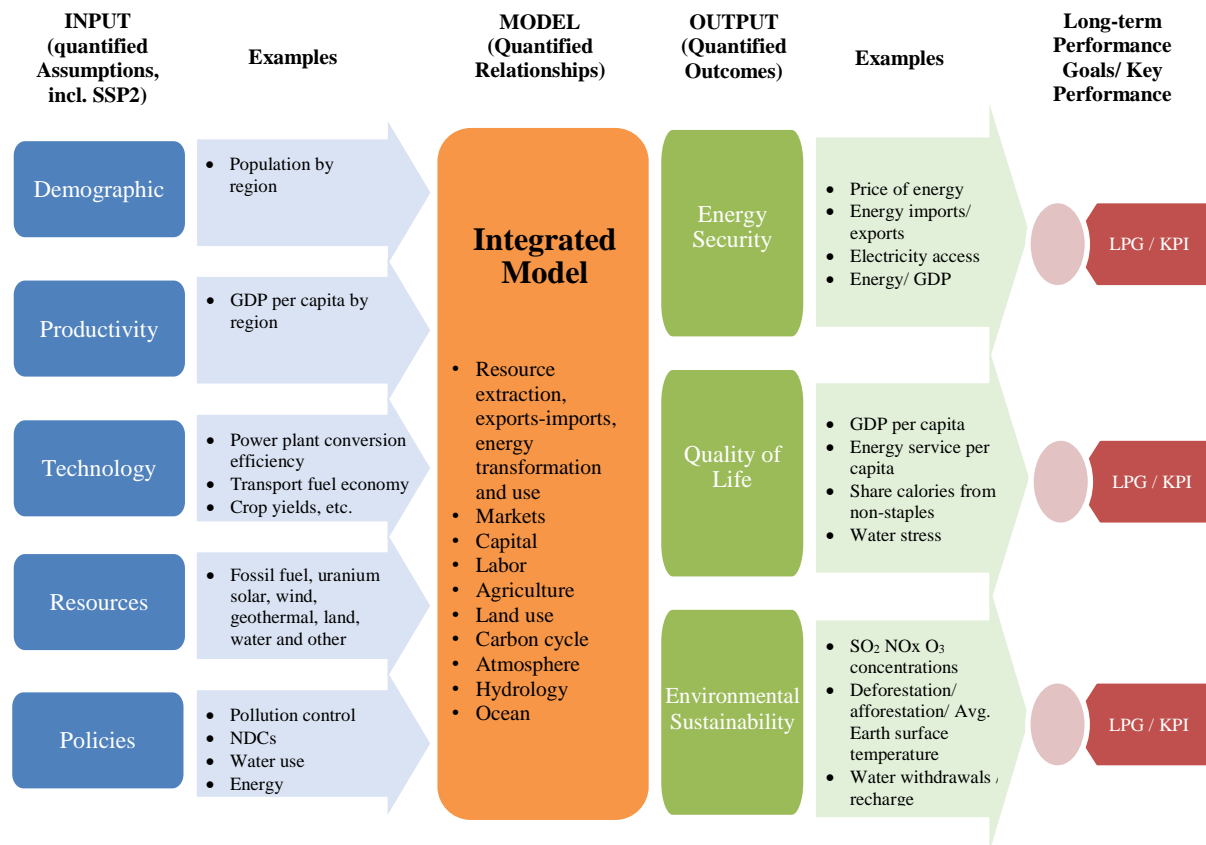 INPUT
(quantified
Assumptions,
incl. SSP2)
Examples
MODEL
(Quantified
Relationships)
OUTPUT
(Quantified
Outcomes)
Examples
Long-term
Performance
Goals/ Key
Performance
Demographic
• Population by
region
Productivity
• GDP per capita by
region
Technology
• Power plant conversion
efficiency
• Transport fuel economy
• Crop yields, etc.
Resources
• Fossil fuel, uranium
solar, wind,
geothermal, land,
water and other
Policies
• Pollution control
• NDCs
• Water use
• Energy
Integrated
Model
• Resource
extraction,
exports-imports,
energy
transformation
and use
• Markets
• Capital
• Labor
• Agriculture
• Land use
• Carbon cycle
• Atmosphere
• Hydrology
• Ocean
Energy
Security
• Price of energy
• Energy imports/
exports
• Electricity access
• Energy/ GDP
LPG / KPI
Quality of
Life
• GDP per capita
• Energy service per
capita
• Share calories from
non-staples
• Water stress
LPG / KPI
Environmental
Sustainability
• SO₂ NOx O₃
concentrations
• Deforestation/
afforestation/ Avg.
Earth surface
temperature
• Water withdrawals /
recharge
LPG / KPI